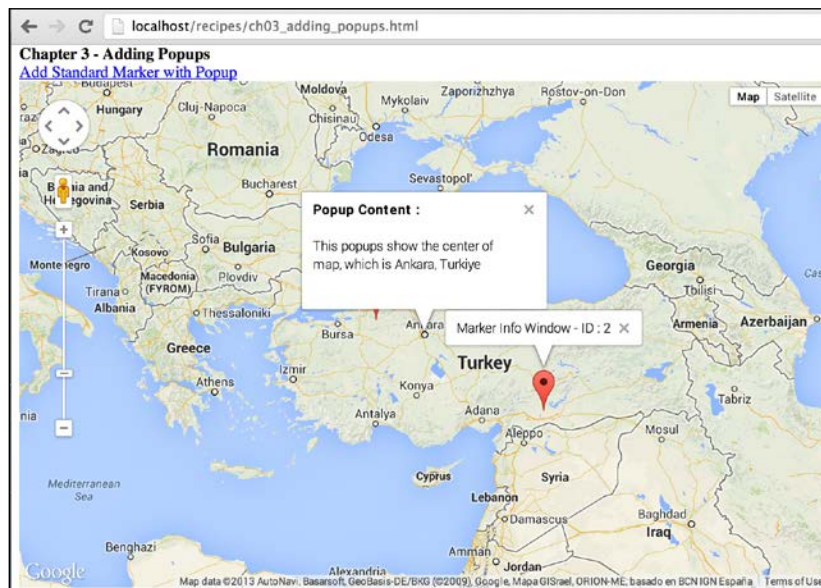 localhost/recipes/ch03_adding_popups.html
Chapter 3 - Adding Popups
Add Standard Marker with Popup
Budapest
Hungary
Cluj-Napoca
Moldova
Chisinau
Mykolaiv
Zaporizhzhya
Rostov-on-Don
Map
Satellite
Zagreb
Odesa
Romania
Bucharest
Sevastopol'
Serbia
Popup Content :
This popups show the center of
map, which is Ankara, Turkiye
Kosovo
Sofia
Bulgaria
Plovdiv
Montenegro
Macedonia
(FYROM)
Tirana
Albania
Thessaloniki
Georgia
Tbilisi
Armenia
Azerbaijan
Bursa
Ankara
Marker Info Window - ID : 2
Greece
Turkey
Izmir
Athens
Konya
Antalya
Adana
Tabriz
Aleppo
Mosul
Mediterranean
Sea
Cyprus
Syria
Lebanon
Damascus
Baghdad
Iraq
Benghazi
Amman
Jordan
Alexandria
Google
Map data ©2013 AutoNavi, Basarsoft, GeoBasis-DE/BKG (©2009), Google, Mapa GISrael, ORION-ME, basado en BCN IGN España
Terms of Use